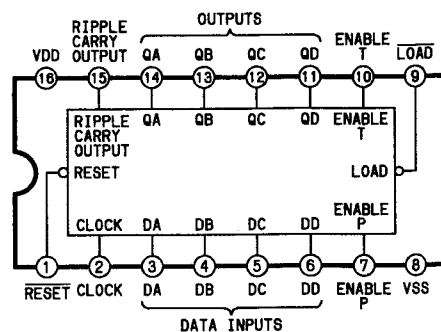 OUTPUTS
RIPPLE
CARRY
OUTPUT
VDD
QA QB QC QD
ENABLE
T
LOAD
16 15 14 13 12 11 10 9
RIPPLE
CARRY
OUTPUT
QA QB QC QD
ENABLE
T
RESET
LOAD
CLOCK DA DB DC DD
ENABLE
P
1 2 3 4 5 6 7 8
RESET CLOCK DA DB DC DD
ENABLE
P
VSS
DATA INPUTS